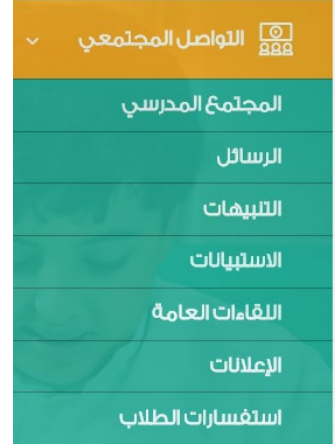 التواصل المجتمعي
المجتمع المدرسي
الرسائل
التنبيهات
الاستبيانات
اللقاءات العامة
الإعلانات
استفسارات الطلاب